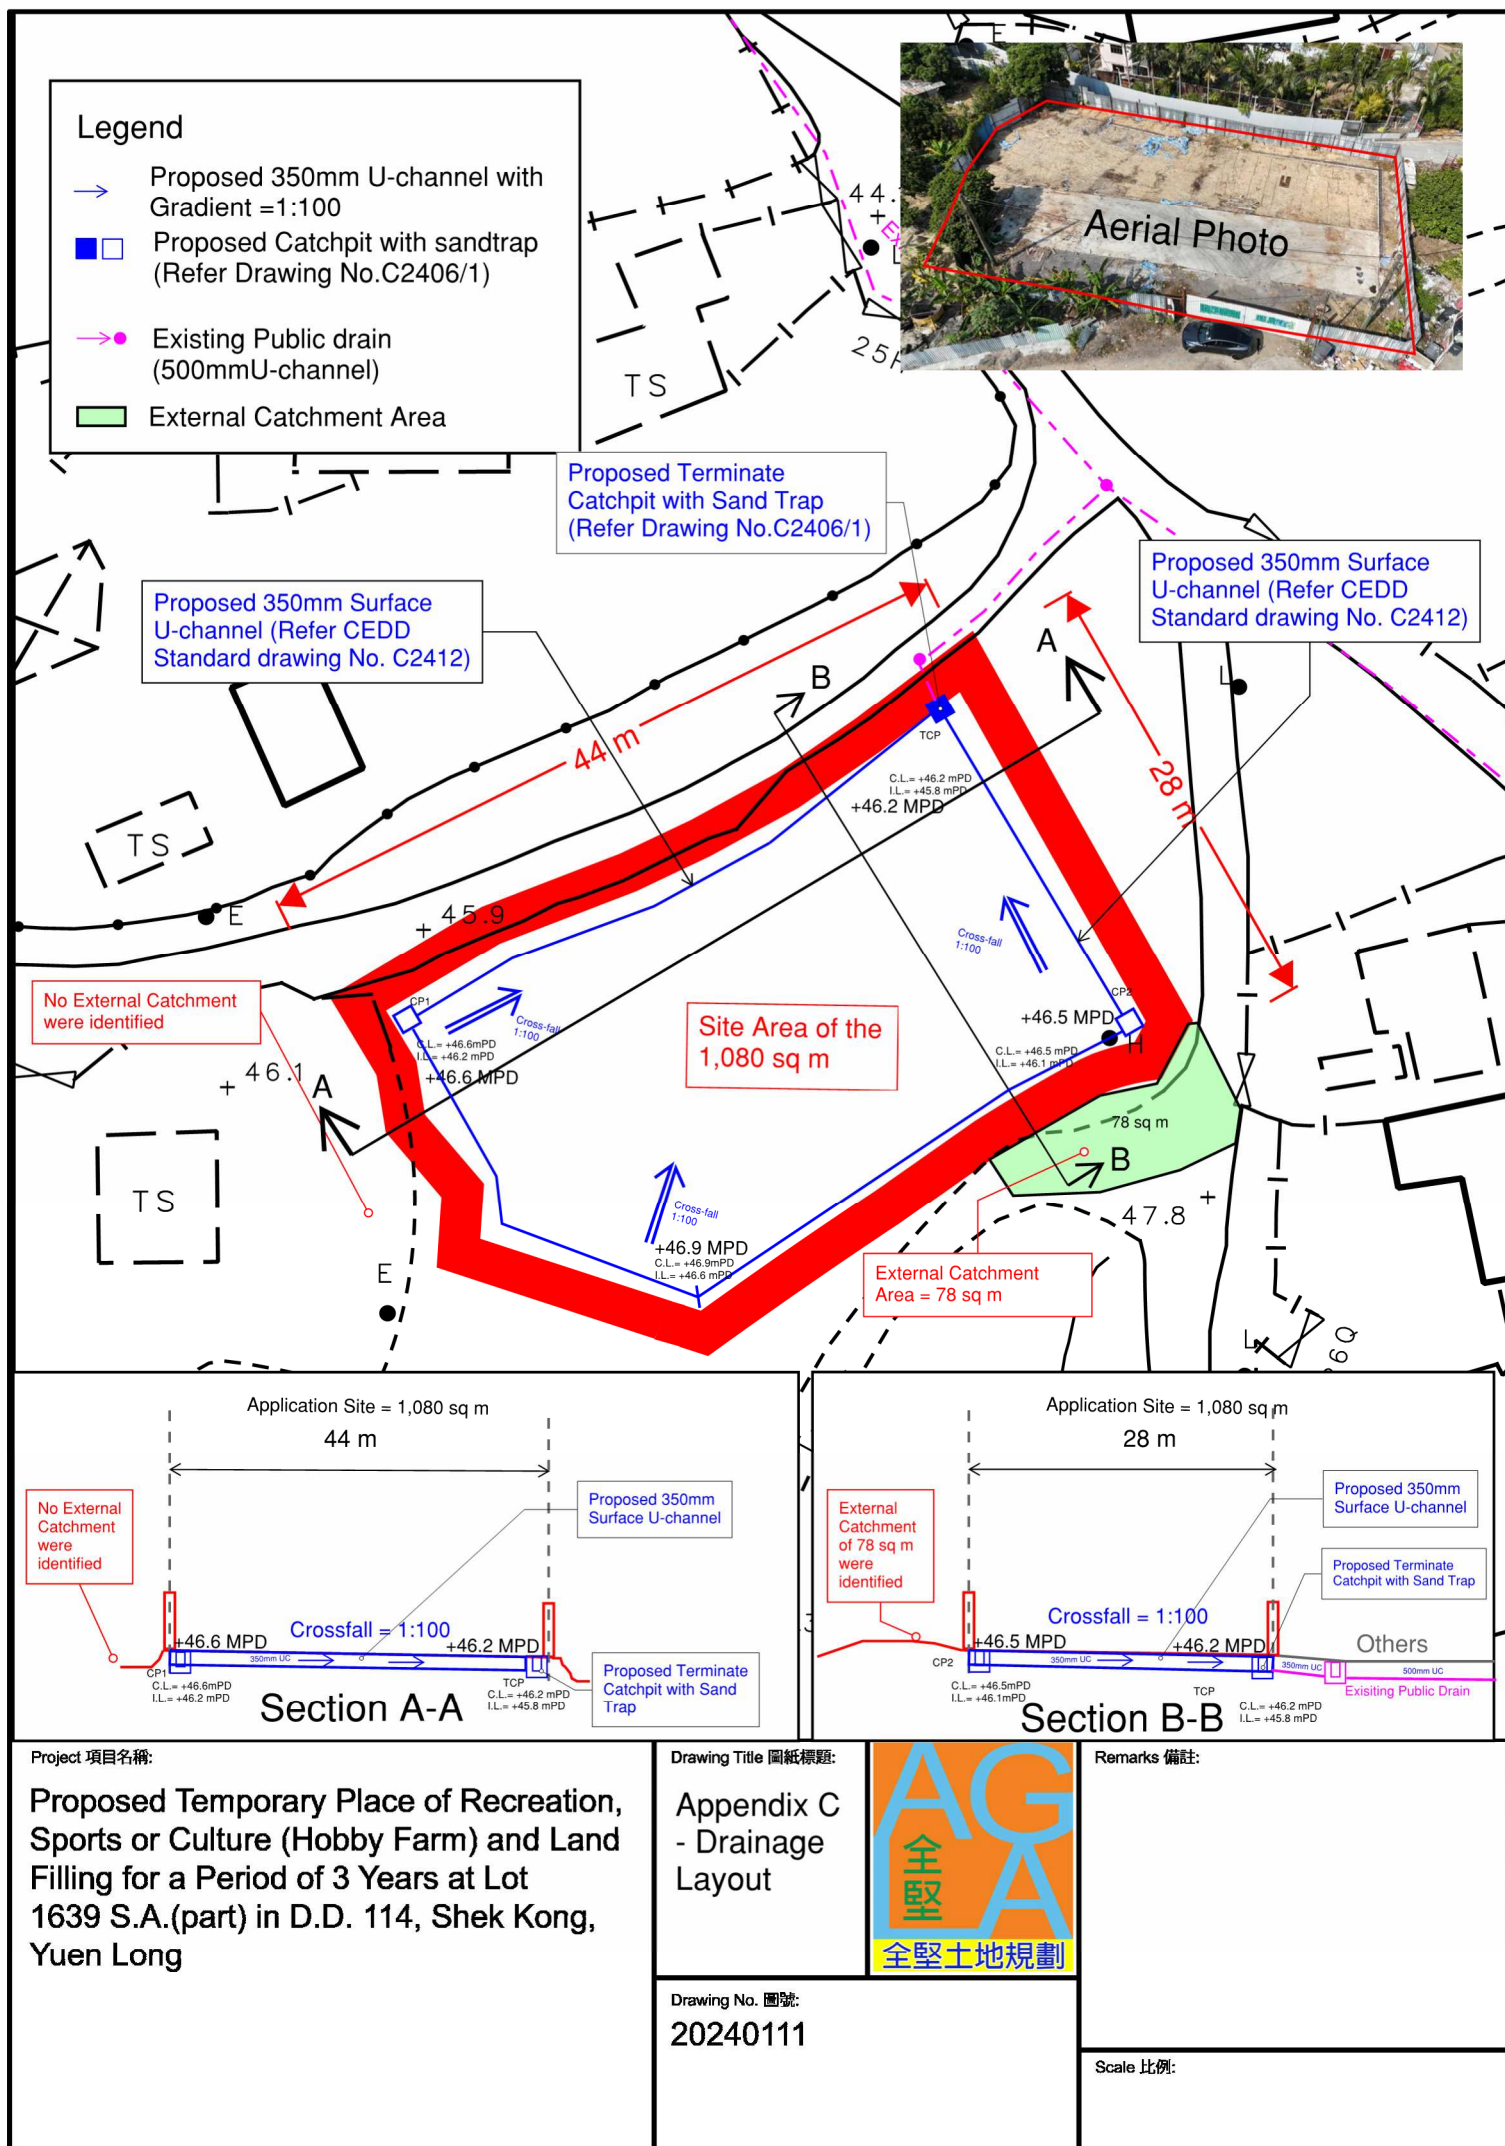 Legend
Proposed 350mm U-channel with
Gradient =1:100
Proposed Catchpit with sandtrap
(Refer Drawing No.C2406/1)
Existing Public drain
(500mmU-channel)
External Catchment Area
E
44.
Aerial Photo
TS
Proposed Terminate
Catchpit with Sand Trap
(Refer Drawing No.C2406/1)
Proposed 350mm Surface
U-channel (Refer CEDD
Standard drawing No. C2412)
Proposed 350mm Surface
U-channel (Refer CEDD
Standard drawing No. C2412)
A
B
L
44 m
28 m
TCP
C.L.= +46.2 mPD
I.L.= +45.8 mPD
+46.2 MPD
TS
E
45.9
Cross-fall
1:100
No External Catchment
were identified
CP1
Cross-fall
1:100
C.L.= +46.6mPD
I.L.= +46.2 mPD
+46.6 MPD
Site Area of the
1,080 sq m
CP2
+46.5 MPD
H
C.L.= +46.5 mPD
I.L.= +46.1 mPD
46.1
A
78 sq m
B
TS
47.8
Cross-fall
1:100
+46.9 MPD
C.L.= +46.9mPD
I.L.= +46.6 mPD
E
External Catchment
Area = 78 sq m
Application Site = 1,080 sq m
44 m
No External
Catchment
were
identified
Proposed 350mm
Surface U-channel
Crossfall = 1:100
+46.6 MPD
+46.2 MPD
350mm UC
CP1
C.L.= +46.6mPD
I.L.= +46.2 mPD
TCP
C.L.= +46.2 mPD
I.L.= +45.8 mPD
Proposed Terminate
Catchpit with Sand
Trap
Section A-A
Application Site = 1,080 sq m
28 m
External
Catchment
of 78 sq m
were
identified
Proposed 350mm
Surface U-channel
Proposed Terminate
Catchpit with Sand Trap
Crossfall = 1:100
+46.5 MPD
+46.2 MPD
Others
350mm UC
350mm UC
500mm UC
CP2
C.L.= +46.5mPD
I.L.= +46.1mPD
TCP
C.L.= +46.2 mPD
I.L.= +45.8 mPD
Exisiting Public Drain
Section B-B
Project 項目名稱:
Proposed Temporary Place of Recreation,
Sports or Culture (Hobby Farm) and Land
Filling for a Period of 3 Years at Lot
1639 S.A.(part) in D.D. 114, Shek Kong,
Yuen Long
Drawing Title 圖紙標題:
Appendix C
- Drainage
Layout
AGA
全堅
全堅土地規劃
Drawing No. 圖號:
20240111
Remarks 備註:
Scale 比例: